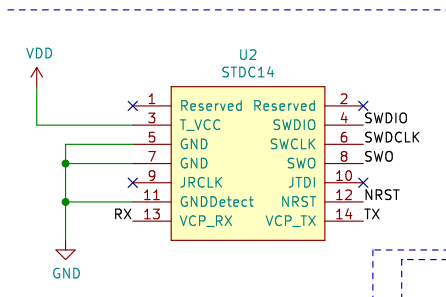 VDD
U2
STDC14
1 Reserved Reserved 2
3 T_VCC SWDIO 4 SWDIO
5 GND SWCLK 6 SWDCLK
7 GND SWO 8 SWO
9 JRCLK JTDI 10
11 GNDDetect NRST 12 NRST
RX 13 VCP_RX VCP_TX 14 TX
GND